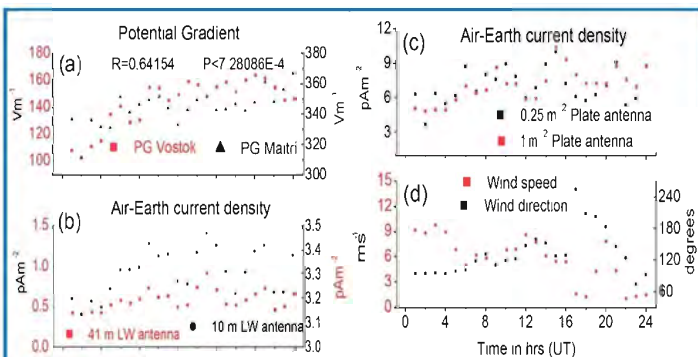 Potential Gradient
(a)
R=0.64154
P<7 28086E-4
Vm-1
180
160
140
120
100
380
360
340
320
300
Vm-1
PG Vostok
PG Maitri
(b)
Air-Earth current density
pAm-2
1.5
1.0
0.5
0.0
3.5
3.4
3.3
3.2
3.1
3.0
pAm-2
41 m LW antenna
10 m LW antenna
(c)
Air-Earth current density
pAm-2
12
9
6
3
0.25 m2 Plate antenna
1 m2 Plate antenna
(d)
Wind speed
Wind direction
ms-1
15
12
9
6
3
0
240
180
120
60
degrees
0 4 8 12 16 20 24
Time in hrs (UT)